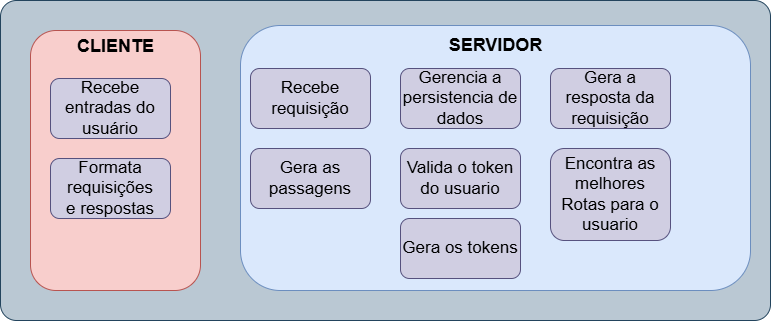 CLIENTE
Recebe
entradas do
usuário
Formata
requisições
e respostas
SERVIDOR
Recebe
requisição
Gerencia a
persistencia de
dados
Gera a
resposta da
requisição
Gera as
passagens
Valida o token
do usuario
Encontra as
melhores
Rotas para o
usuario
Gera os tokens